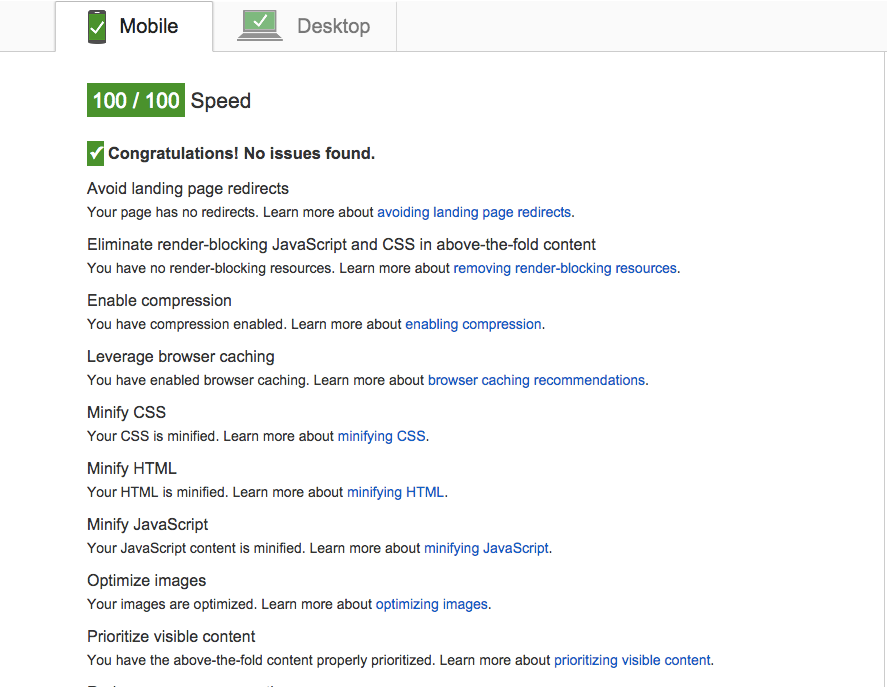 Mobile
Desktop
100 / 100 Speed
Congratulations! No issues found.
Avoid landing page redirects
Your page has no redirects. Learn more about avoiding landing page redirects.
Eliminate render-blocking JavaScript and CSS in above-the-fold content
You have no render-blocking resources. Learn more about removing render-blocking resources.
Enable compression
You have compression enabled. Learn more about enabling compression.
Leverage browser caching
You have enabled browser caching. Learn more about browser caching recommendations.
Minify CSS
Your CSS is minified. Learn more about minifying CSS.
Minify HTML
Your HTML is minified. Learn more about minifying HTML.
Minify JavaScript
Your JavaScript content is minified. Learn more about minifying JavaScript.
Optimize images
Your images are optimized. Learn more about optimizing images.
Prioritize visible content
You have the above-the-fold content properly prioritized. Learn more about prioritizing visible content.